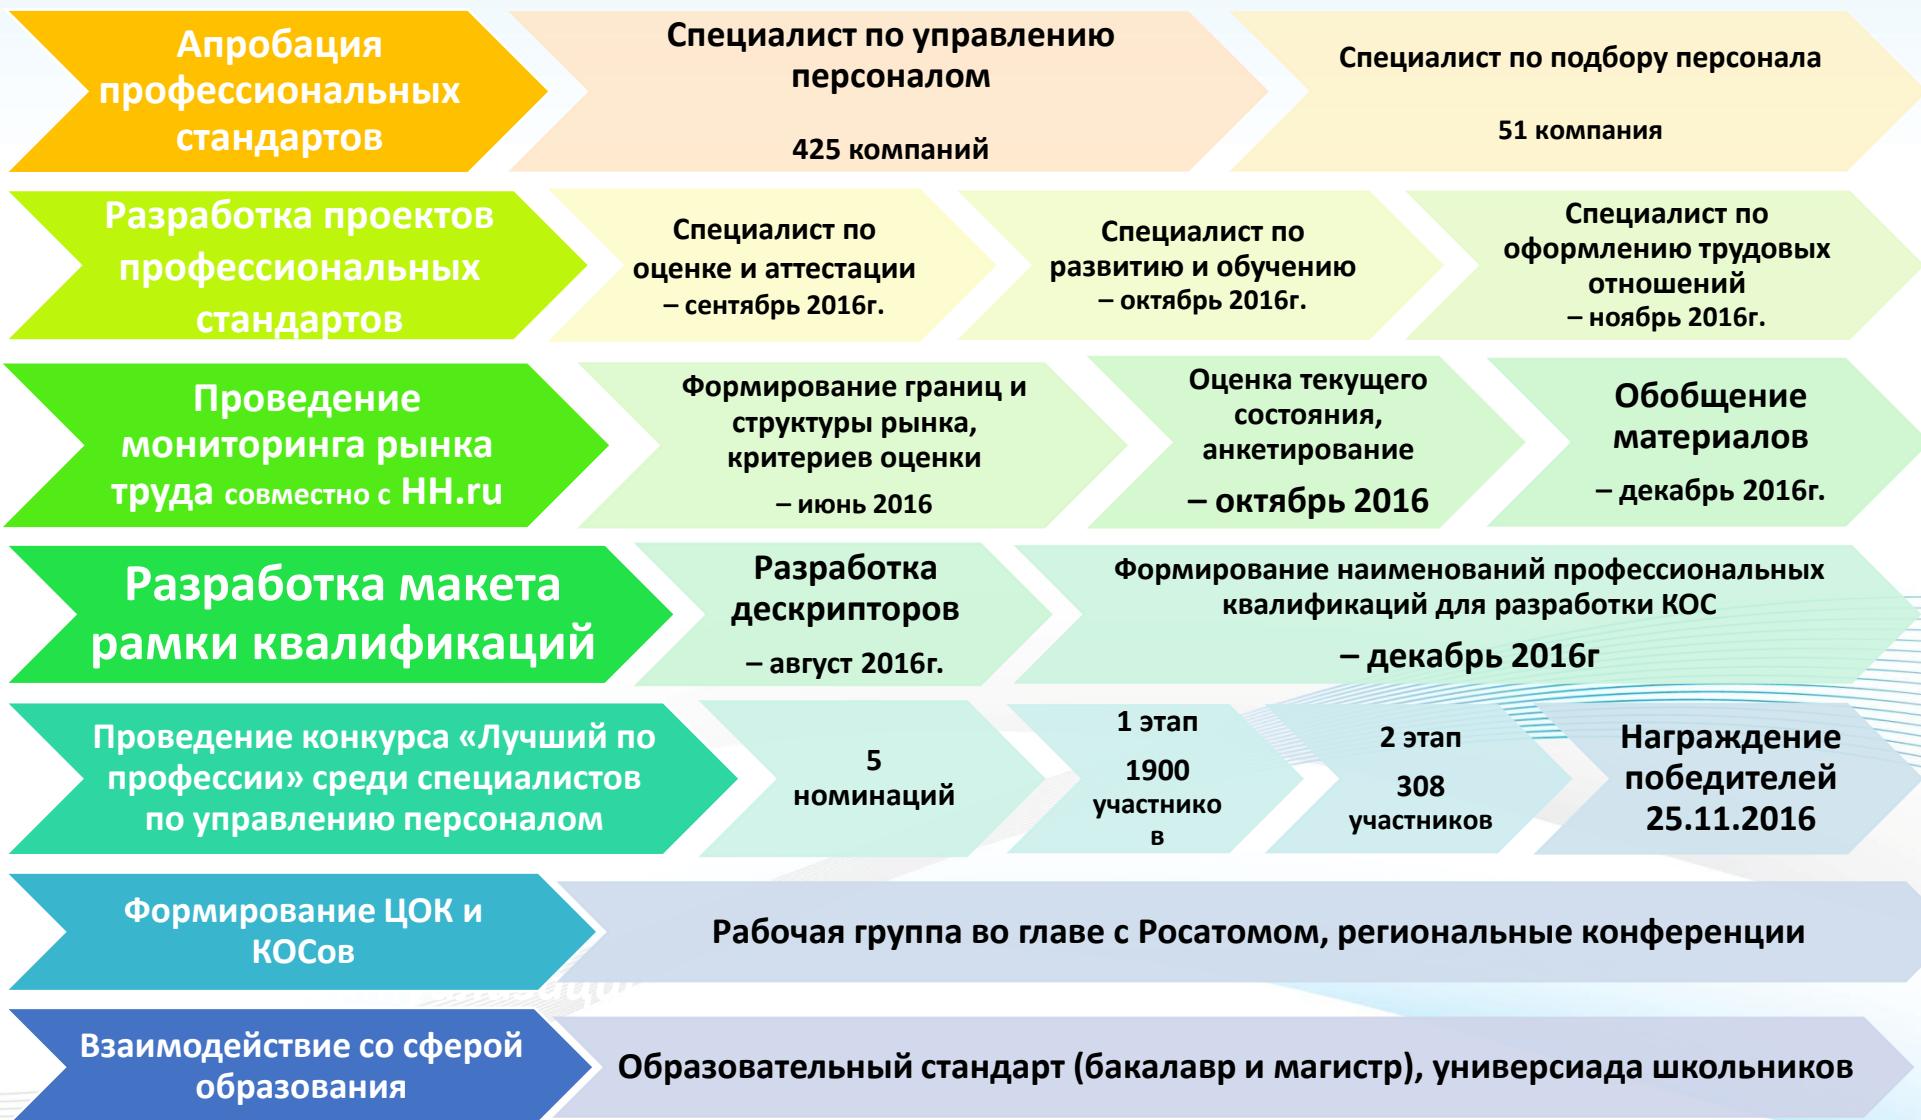 Апробация
профессиональных
стандартов
Специалист по управлению
персоналом
425 компаний
Специалист по подбору персонала
51 компания
Разработка проектов
профессиональных
стандартов
Специалист по
оценке и аттестации
– сентябрь 2016г.
Специалист по
развитию и обучению
– октябрь 2016г.
Специалист по
оформлению трудовых
отношений
– ноябрь 2016г.
Проведение
мониторинга рынка
труда совместно с HH.ru
Формирование границ и
структуры рынка,
критериев оценки
– июнь 2016
Оценка текущего
состояния,
анкетирование
– октябрь 2016
Обобщение
материалов
– декабрь 2016г.
Разработка макета
рамки квалификаций
Разработка
дескрипторов
– август 2016г.
Формирование наименований профессиональных
квалификаций для разработки КОС
– декабрь 2016г
Проведение конкурса «Лучший по
профессии» среди специалистов
по управлению персоналом
5
номинаций
1 этап
1900
участнико
в
2 этап
308
участников
Награждение
победителей
25.11.2016
Формирование ЦОК и
КОСов
Рабочая группа во главе с Росатомом, региональные конференции
Взаимодействие со сферой
образования
Образовательный стандарт (бакалавр и магистр), универсиада школьников